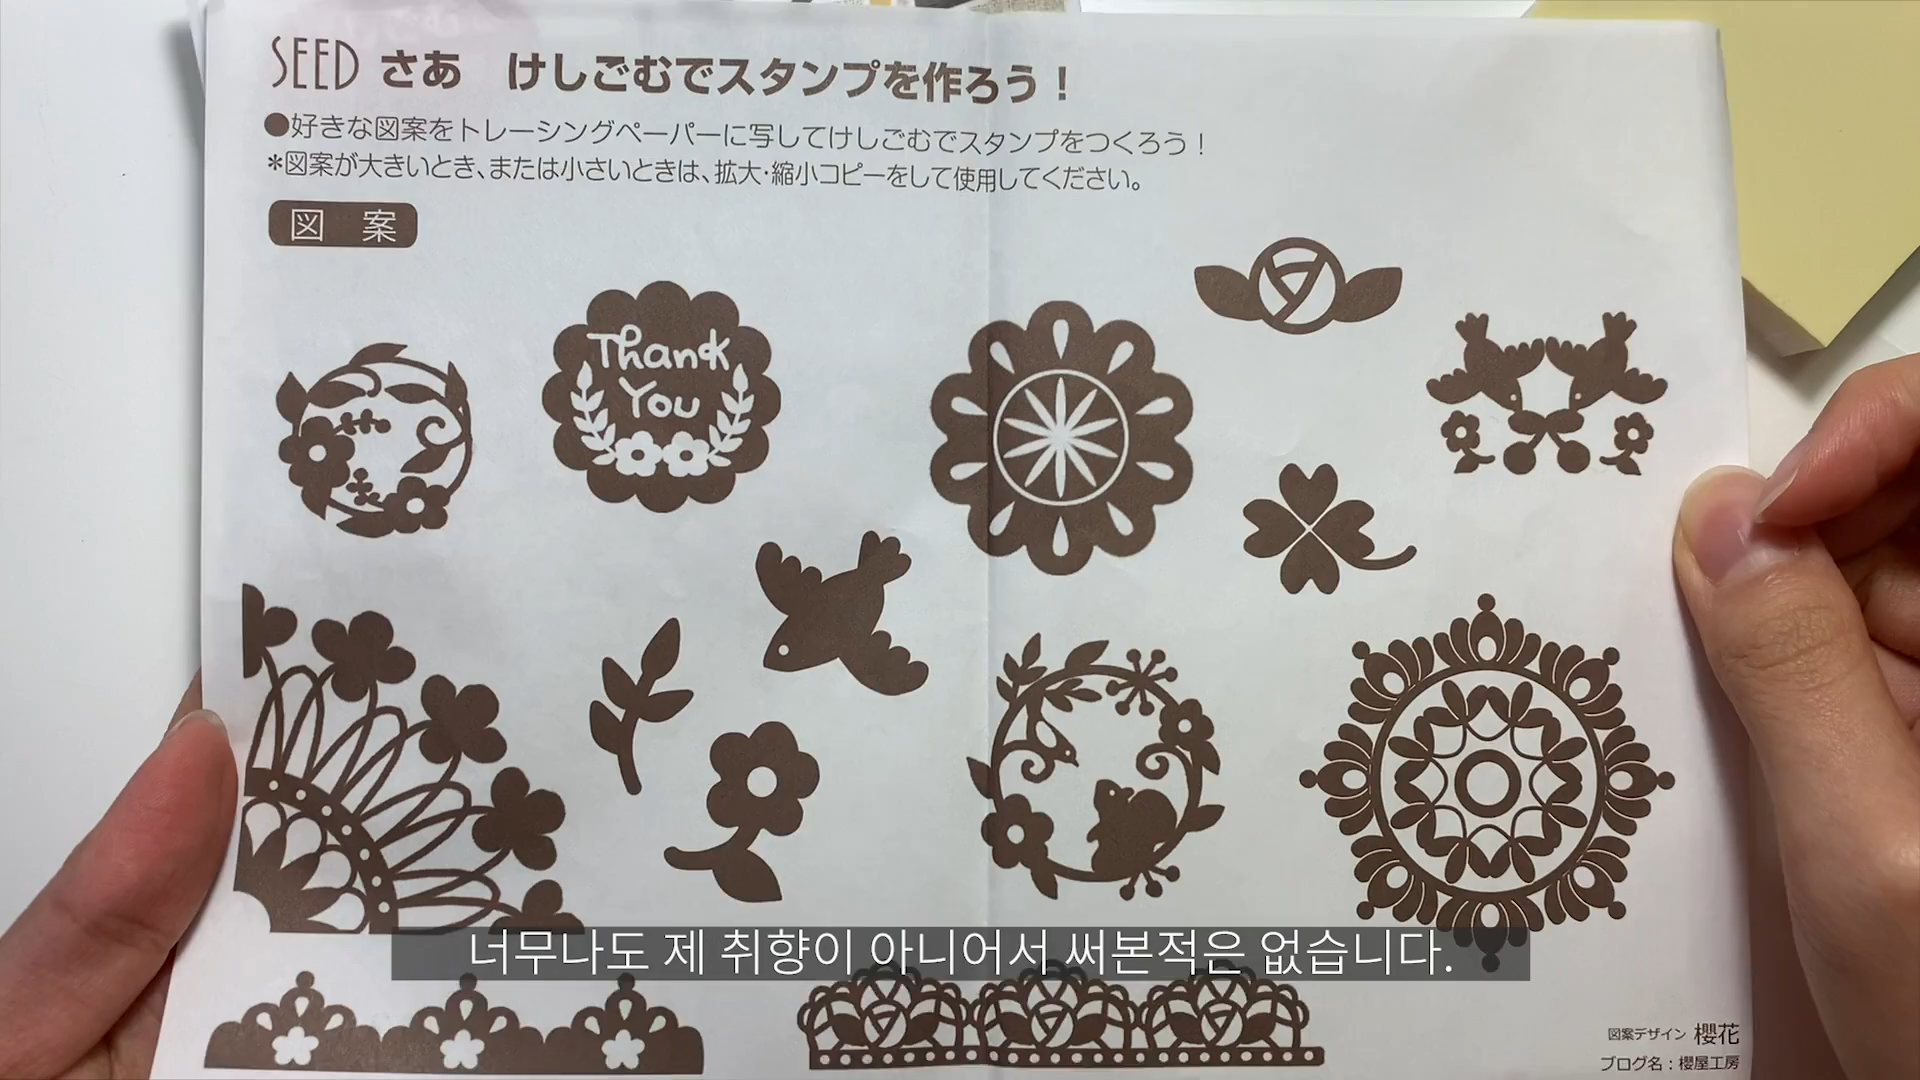 SEED さあ けしごむでスタンプを作ろう！
●好きな図案をトレーシングペーパーに写してけしごむでスタンプをつくろう！
*図案が大きいとき、または小さいときは、拡大・縮小コピーをして使用してください。
図 案
Thank
You
너무나도 제 취향이 아니어서 써본적은 없습니다.
図案デザイン 櫻花
ブログ名：櫻屋工房